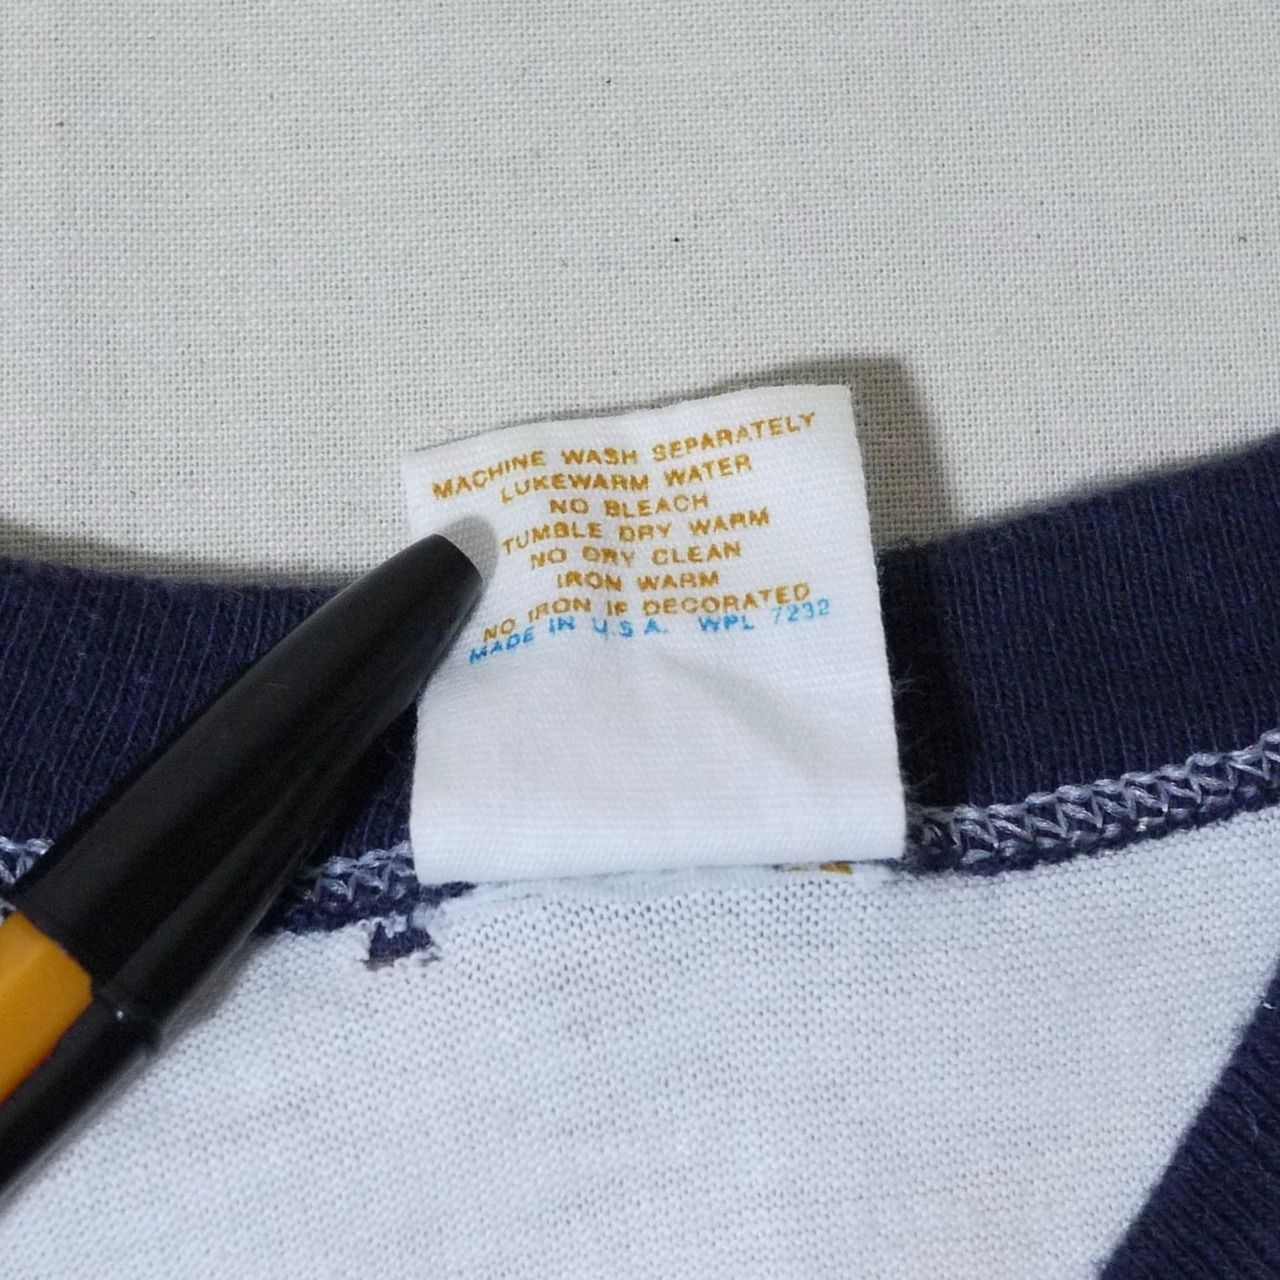 MACHINE WASH SEPARATELY
LUKEWARM WATER
NO BLEACH
TUMBLE DRY WARM
NO DRY CLEAN
IRON WARM
NO IRON IF DECORATED
MADE IN U.S.A. WPL 7232